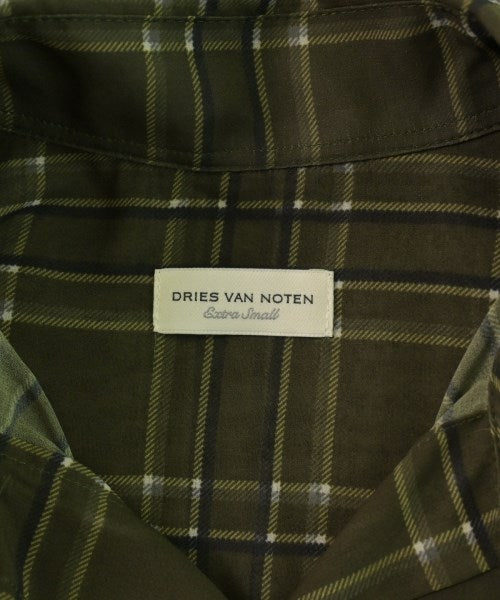 DRIES VAN NOTEN
Extra Small